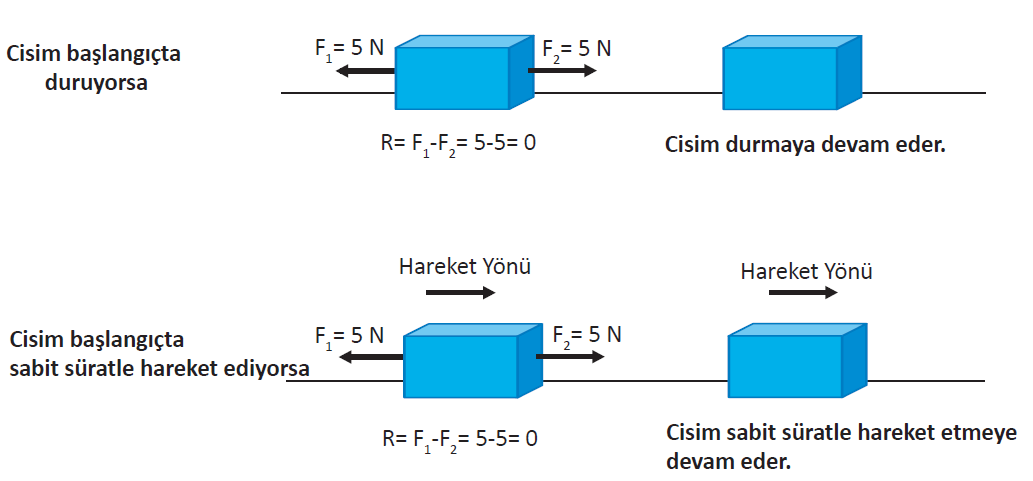 Cisim başlangıçta
duruyorsa
F1= 5 N
F2= 5 N
R= F1-F2= 5-5= 0
Cisim durmaya devam eder.
Hareket Yönü
Hareket Yönü
Cisim başlangıçta
sabit süratle hareket ediyorsa
F1= 5 N
F2= 5 N
R= F1-F2= 5-5= 0
Cisim sabit süratle hareket etmeye
devam eder.